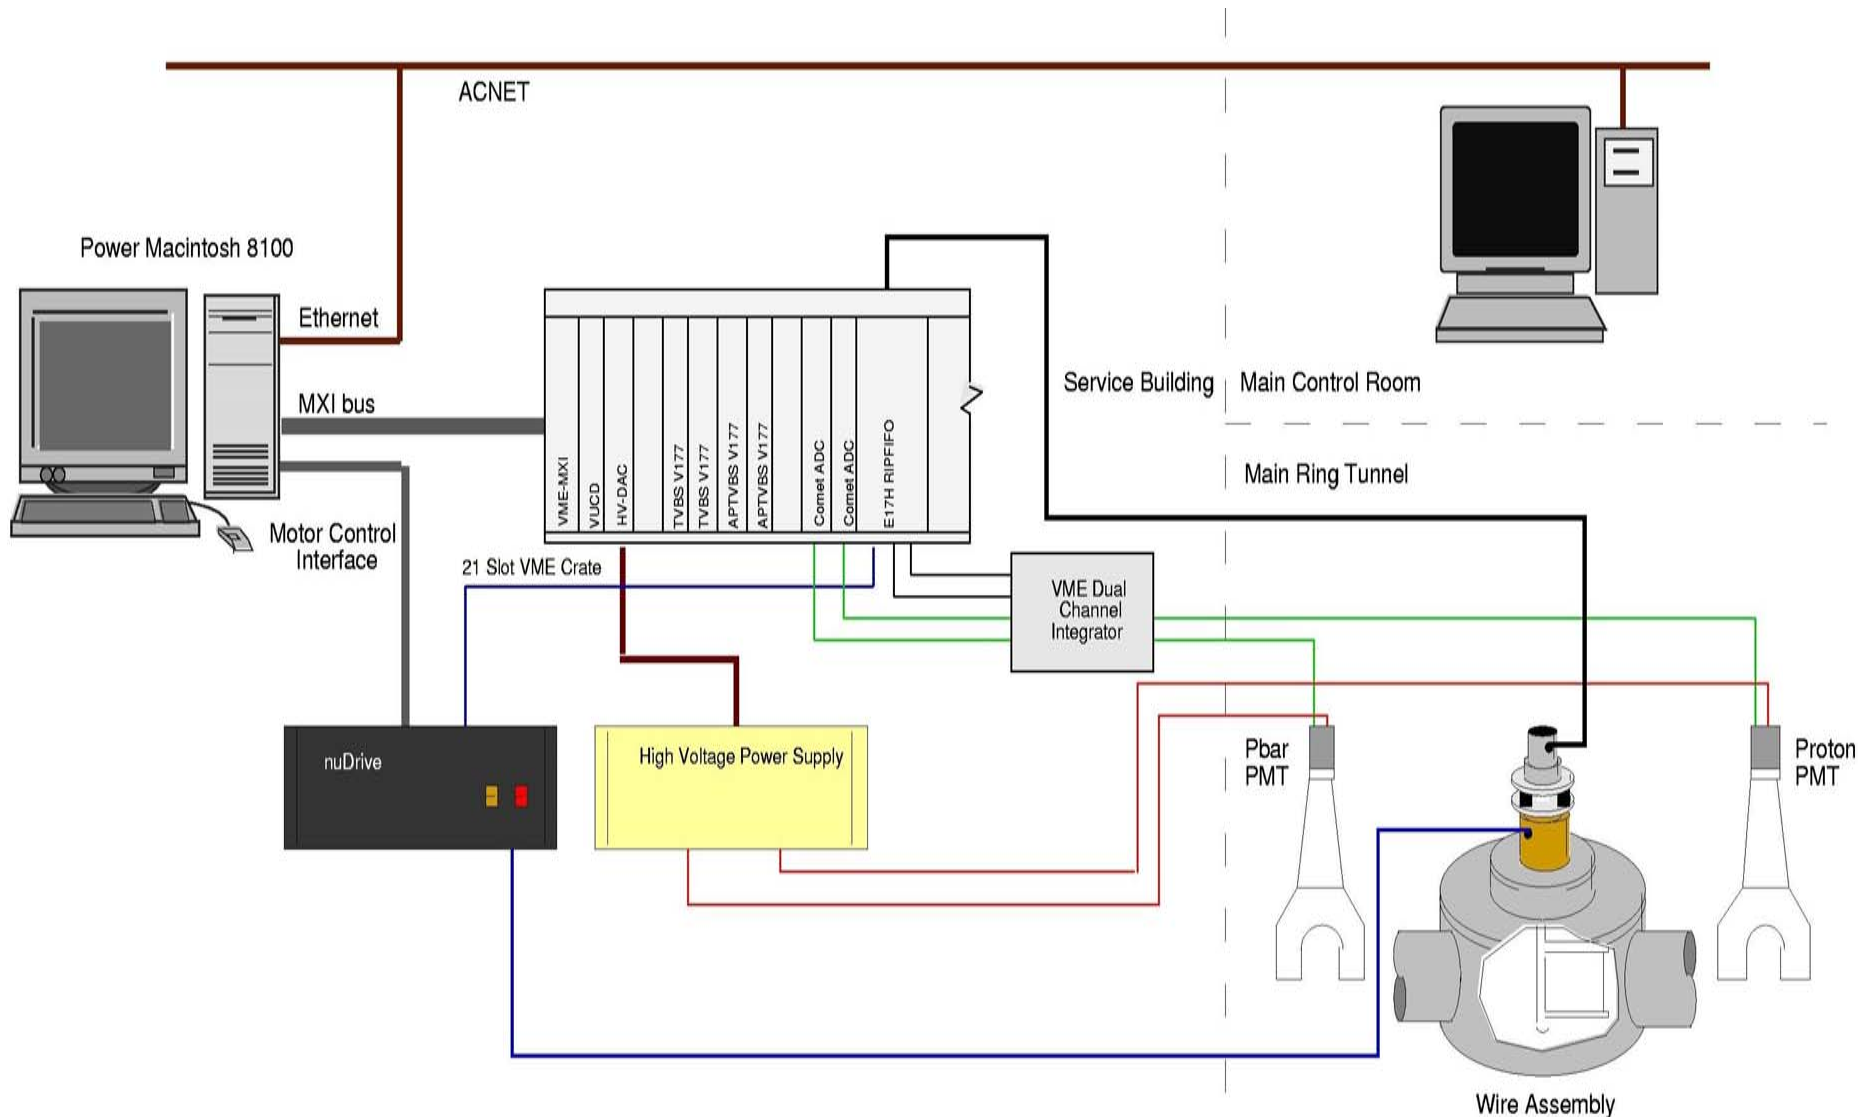 ACNET
Power Macintosh 8100
Ethernet
MXI bus
Service Building
Main Control Room
Main Ring Tunnel
VME-MXI
VUCD
HV-DAC
TVBS V177
TVBS V177
APTVBS V177
APTVBS V177
Comet ADC
Comet ADC
E17H RIPFIFO
Motor Control
Interface
21 Slot VME Crate
VME Dual
Channel
Integrator
nuDrive
High Voltage Power Supply
Pbar
PMT
Proton
PMT
Wire Assembly